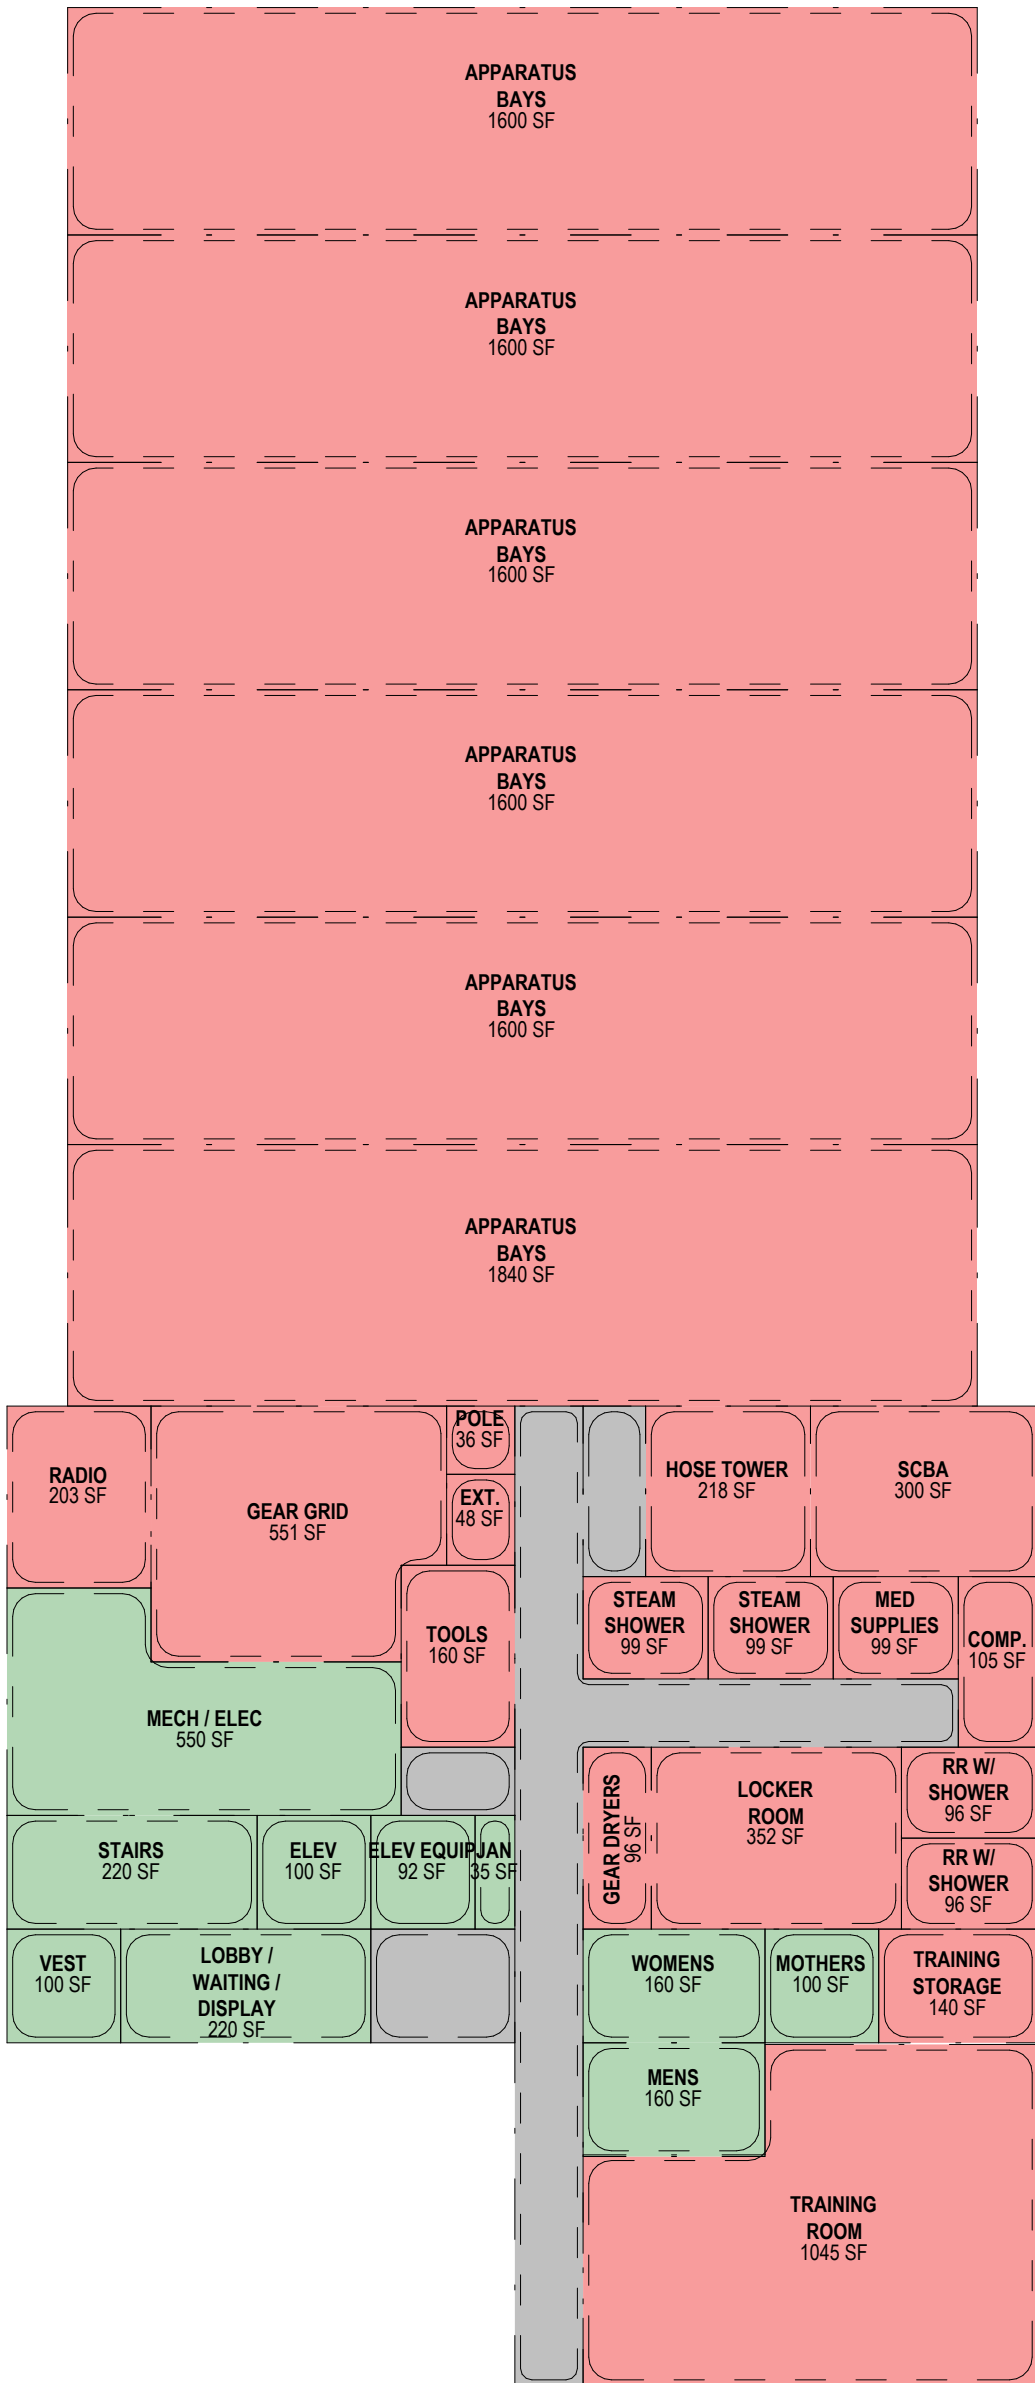 APPARATUS
BAYS
1600 SF
APPARATUS
BAYS
1600 SF
APPARATUS
BAYS
1600 SF
APPARATUS
BAYS
1600 SF
APPARATUS
BAYS
1600 SF
APPARATUS
BAYS
1840 SF
RADIO
203 SF
GEAR GRID
551 SF
POLE
36 SF
EXT.
48 SF
HOSE TOWER
218 SF
SCBA
300 SF
TOOLS
160 SF
STEAM
SHOWER
99 SF
STEAM
SHOWER
99 SF
MED
SUPPLIES
99 SF
COMP.
105 SF
MECH / ELEC
550 SF
GEAR DRYERS
96 SF
LOCKER
ROOM
352 SF
RR W/
SHOWER
96 SF
RR W/
SHOWER
96 SF
STAIRS
220 SF
ELEV
100 SF
ELEV EQUIP
92 SF
JAN
35 SF
VEST
100 SF
LOBBY /
WAITING /
DISPLAY
220 SF
WOMENS
160 SF
MOTHERS
100 SF
TRAINING
STORAGE
140 SF
MENS
160 SF
TRAINING
ROOM
1045 SF